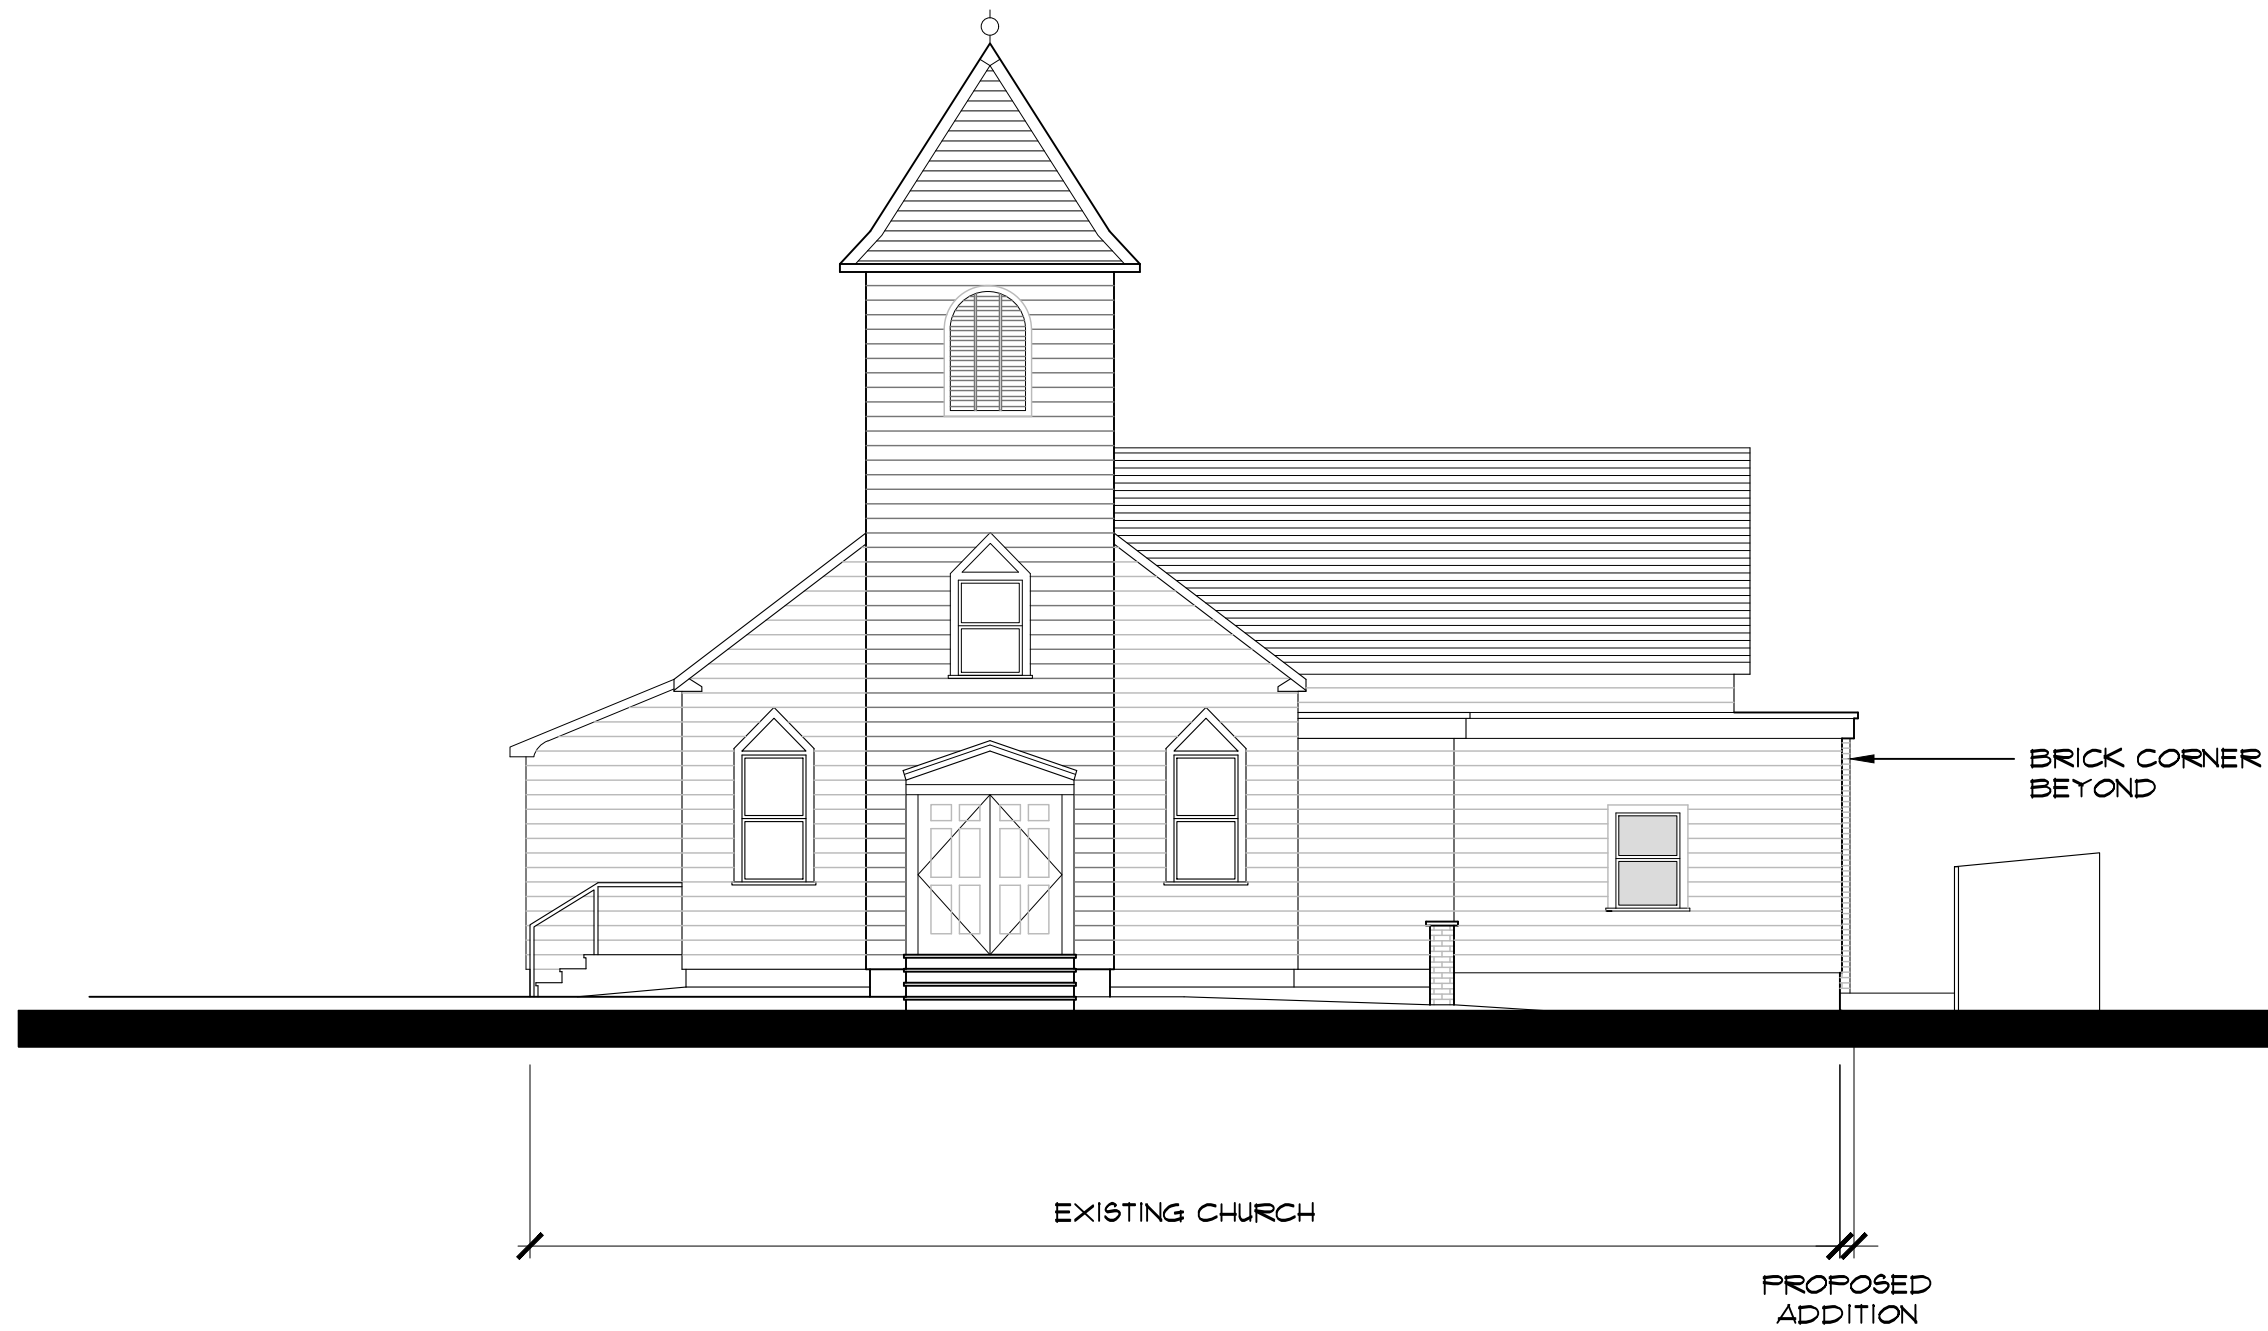 BRICK CORNER
BEYOND
EXISTING CHURCH
PROPOSED
ADDITION